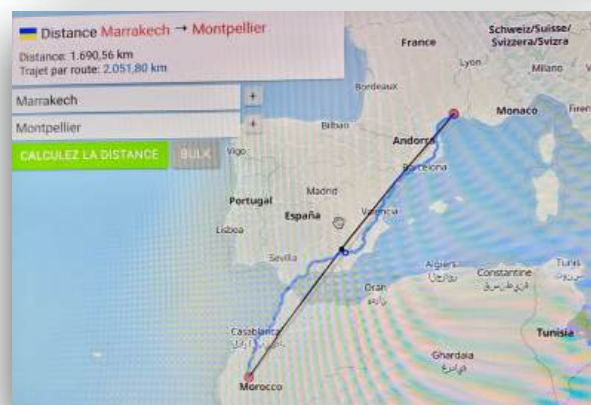 Distance Marrakech → Montpellier
Distance: 1.690,56 km
Trajet par route: 2.051,80 km
Marrakech
+
Montpellier
+
CALCULEZ LA DISTANCE
BULK
France
Schweiz/Suisse/
Svizzera/Svizra
Lyon
Milano
Bordeaux
Monaco
Bilbao
Andorra
Vigo
Barcelona
Madrid
Portugal
España
Valencia
Lisboa
Sevilla
Algiers
Constantine
Tunis
Oran
Casablanca
Tunisia
Ghardaia
Morocco